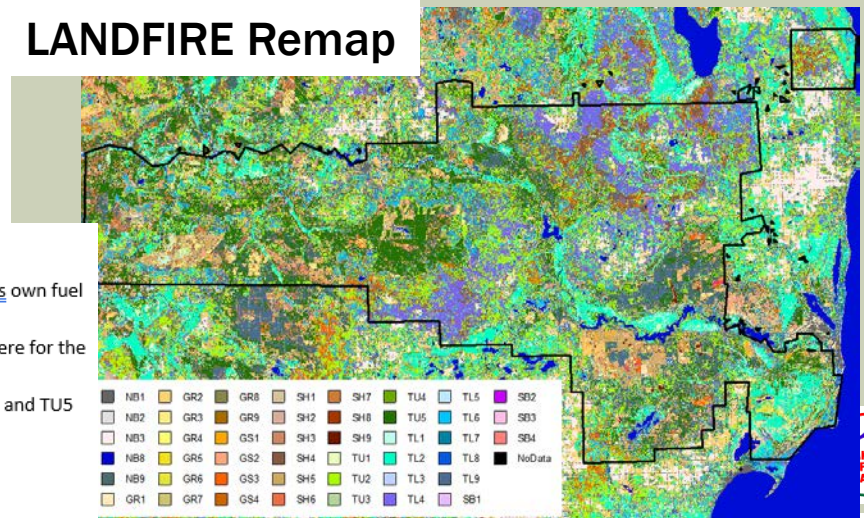 LANDFIRE Remap
s own fuel
ere for the
and TU5
NB1 GR2 GR8 SH1 SH7 TU4 TL5 SB2
NB2 GR3 GR9 SH2 SH8 TU5 TL6 SB3
NB3 GR4 GS1 SH3 SH9 TL1 TL7 SB4
NB8 GR5 GS2 SH4 TU1 TL2 TL8 NoData
NB9 GR6 GS3 SH5 TU2 TL3 TL9
GR1 GR7 GS4 SH6 TU3 TL4 SB1